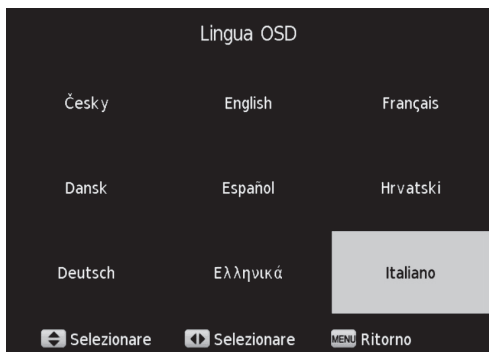 Lingua OSD
Česky English Français
Dansk Español Hrvatski
Deutsch Ελληνικά Italiano
Selezionare Selezionare MENU Ritorno